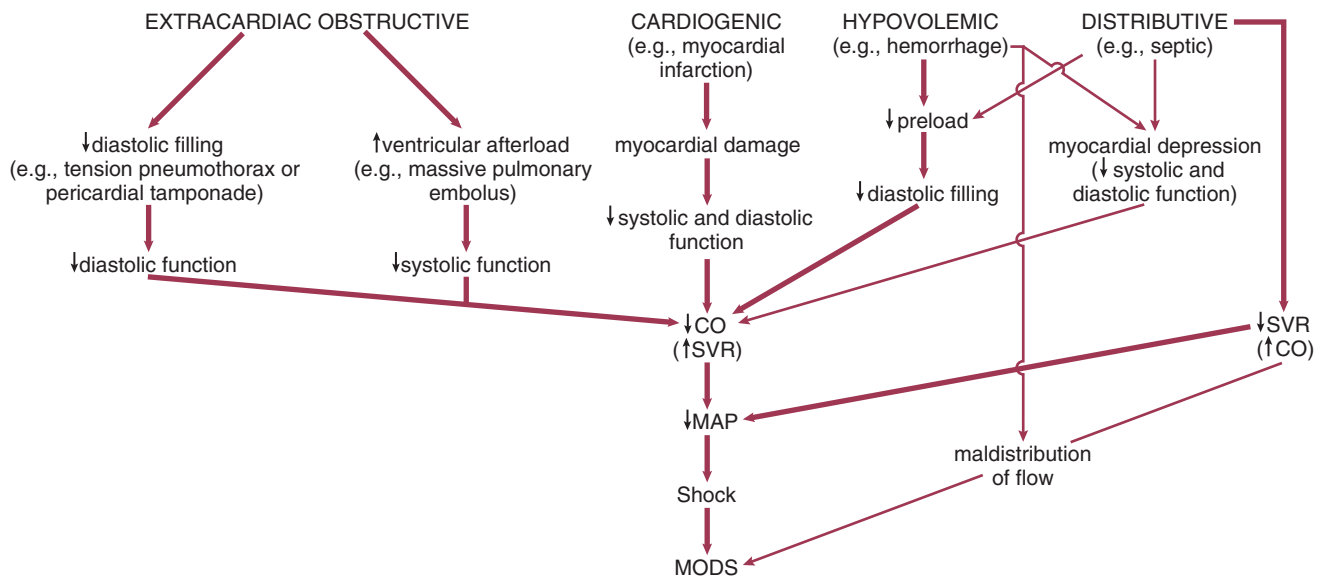 EXTRACARDIAC OBSTRUCTIVE
↓diastolic filling
(e.g., tension pneumothorax or
pericardial tamponade)
↓diastolic function
↑ventricular afterload
(e.g., massive pulmonary
embolus)
↓systolic function
CARDIOGENIC
(e.g., myocardial
infarction)
myocardial damage
↓systolic and diastolic
function
HYPOVOLEMIC
(e.g., hemorrhage)
↓preload
↓diastolic filling
DISTRIBUTIVE
(e.g., septic)
myocardial depression
(↓systolic and
diastolic function)
↓CO
(↑SVR)
↓SVR
(↑CO)
↓MAP
maldistribution
of flow
Shock
MODS